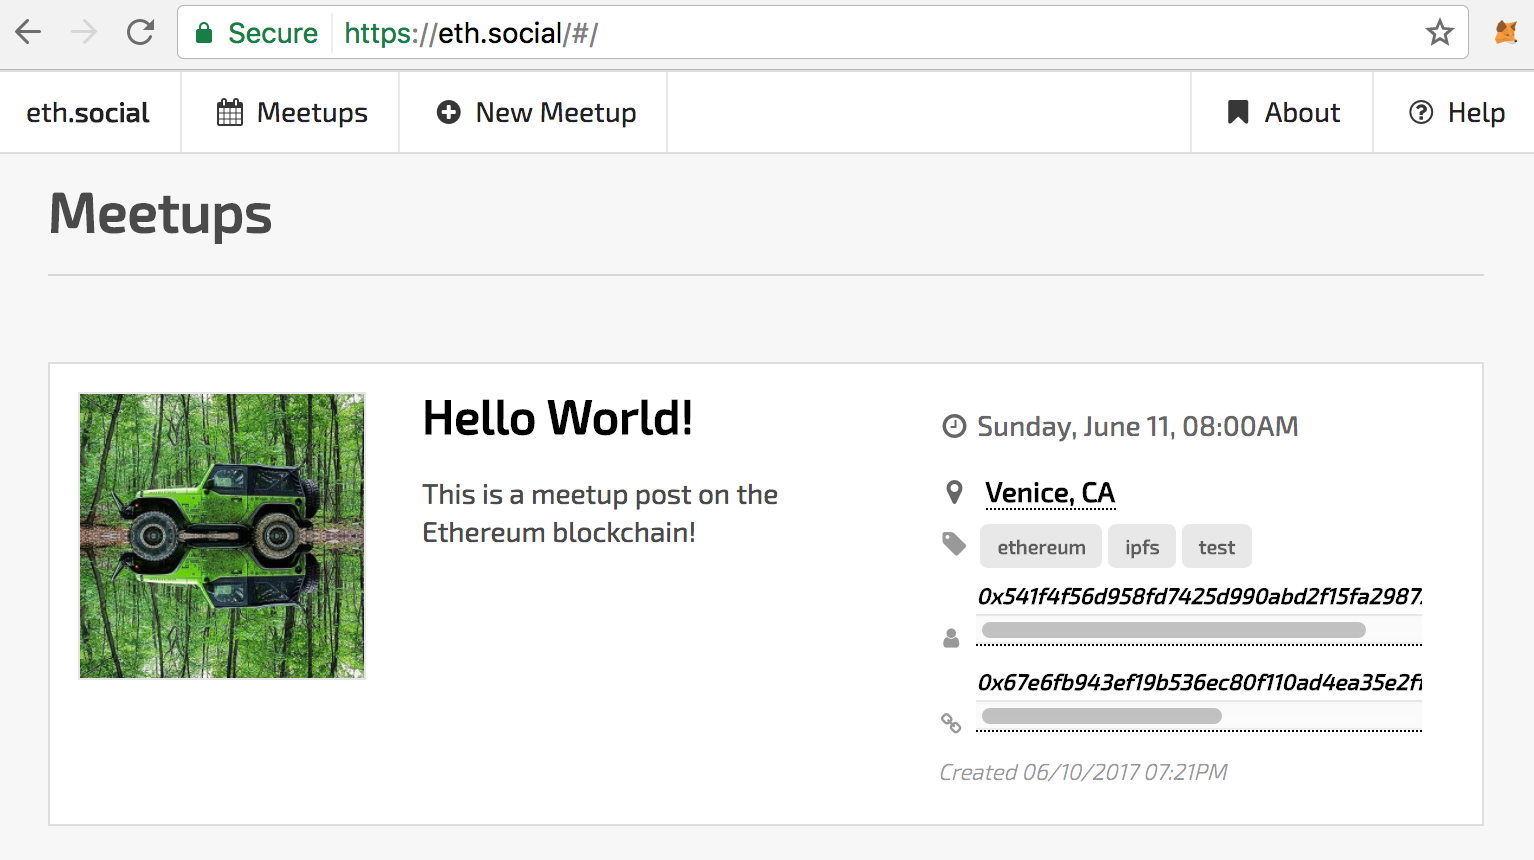 Secure https://eth.social/#/
eth.social Meetups New Meetup About Help
Meetups
Hello World!
This is a meetup post on the
Ethereum blockchain!
Sunday, June 11, 08:00AM
Venice, CA
ethereum ipfs test
0x541f4f56d958fd7425d990abd2f15fa2987
0x67e6fb943ef19b536ec80f110ad4ea35e2f
Created 06/10/2017 07:21PM